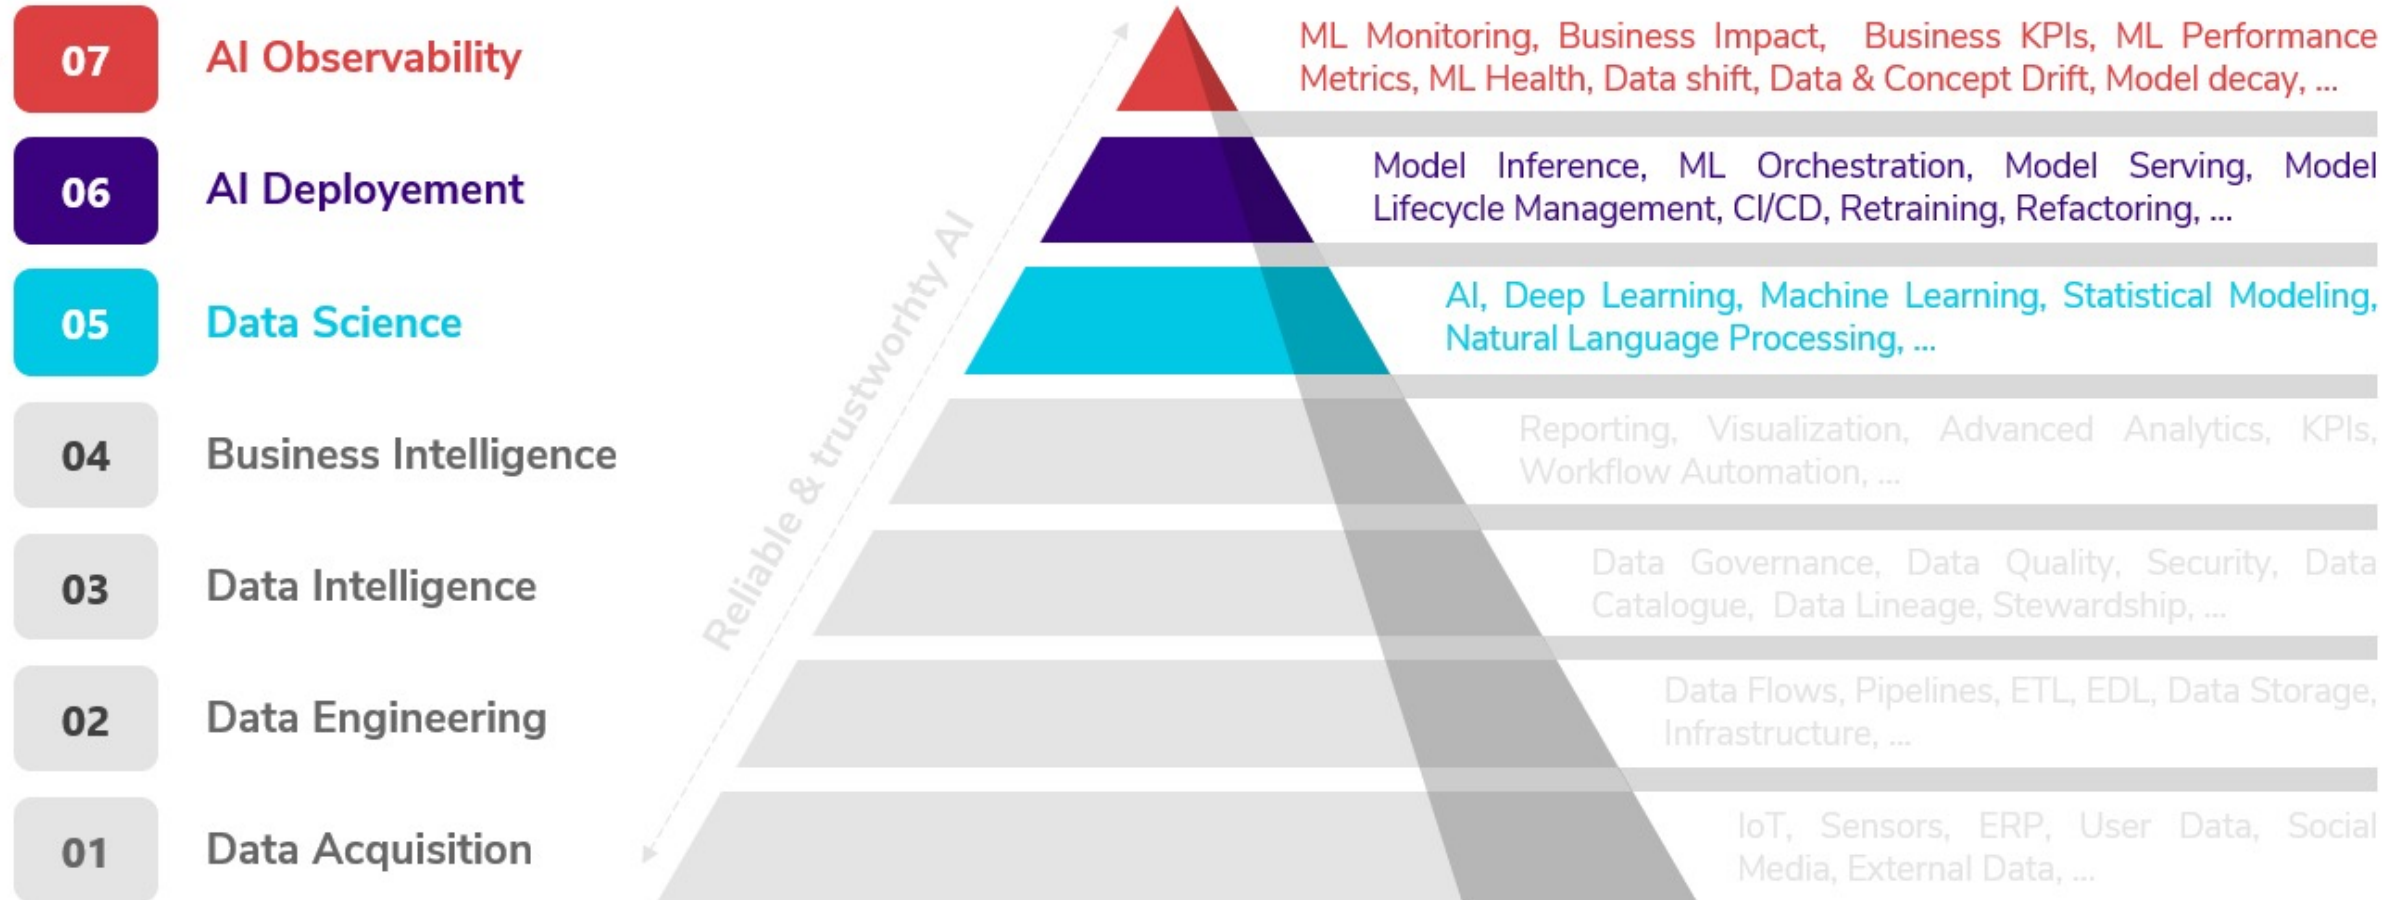 07
AI Observability
ML Monitoring, Business Impact, Business KPIs, ML Performance
Metrics, ML Health, Data shift, Data & Concept Drift, Model decay, ...
06
AI Deployement
Model Inference, ML Orchestration, Model Serving, Model
Lifecycle Management, CI/CD, Retraining, Refactoring, ...
05
Data Science
AI, Deep Learning, Machine Learning, Statistical Modeling,
Natural Language Processing, ...
Reliable & trustworhty AI
04
Business Intelligence
Reporting, Visualization, Advanced Analytics, KPIs,
Workflow Automation, ...
03
Data Intelligence
Data Governance, Data Quality, Security, Data
Catalogue, Data Lineage, Stewardship, ...
02
Data Engineering
Data Flows, Pipelines, ETL, EDL, Data Storage,
Infrastructure, ...
01
Data Acquisition
IoT, Sensors, ERP, User Data, Social
Media, External Data, ...